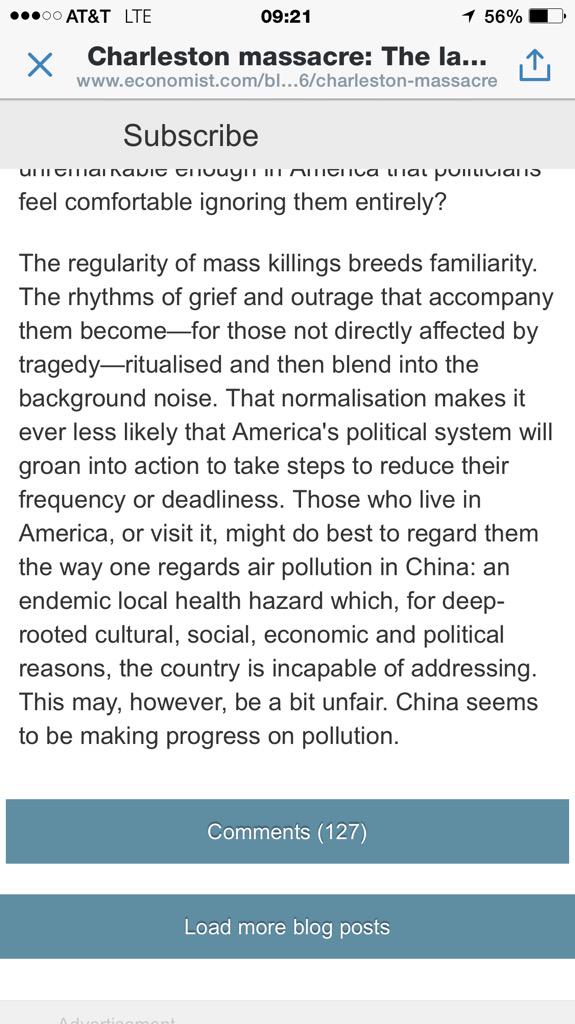 AT&T LTE 09:21 56%
Charleston massacre: The la...
www.economist.com/bl...6/charleston-massacre
Subscribe
unremarkable enough in America that politicians
feel comfortable ignoring them entirely?
The regularity of mass killings breeds familiarity.
The rhythms of grief and outrage that accompany
them become—for those not directly affected by
tragedy—ritualised and then blend into the
background noise. That normalisation makes it
ever less likely that America's political system will
groan into action to take steps to reduce their
frequency or deadliness. Those who live in
America, or visit it, might do best to regard them
the way one regards air pollution in China: an
endemic local health hazard which, for deep-
rooted cultural, social, economic and political
reasons, the country is incapable of addressing.
This may, however, be a bit unfair. China seems
to be making progress on pollution.
Comments (127)
Load more blog posts
Advertisement